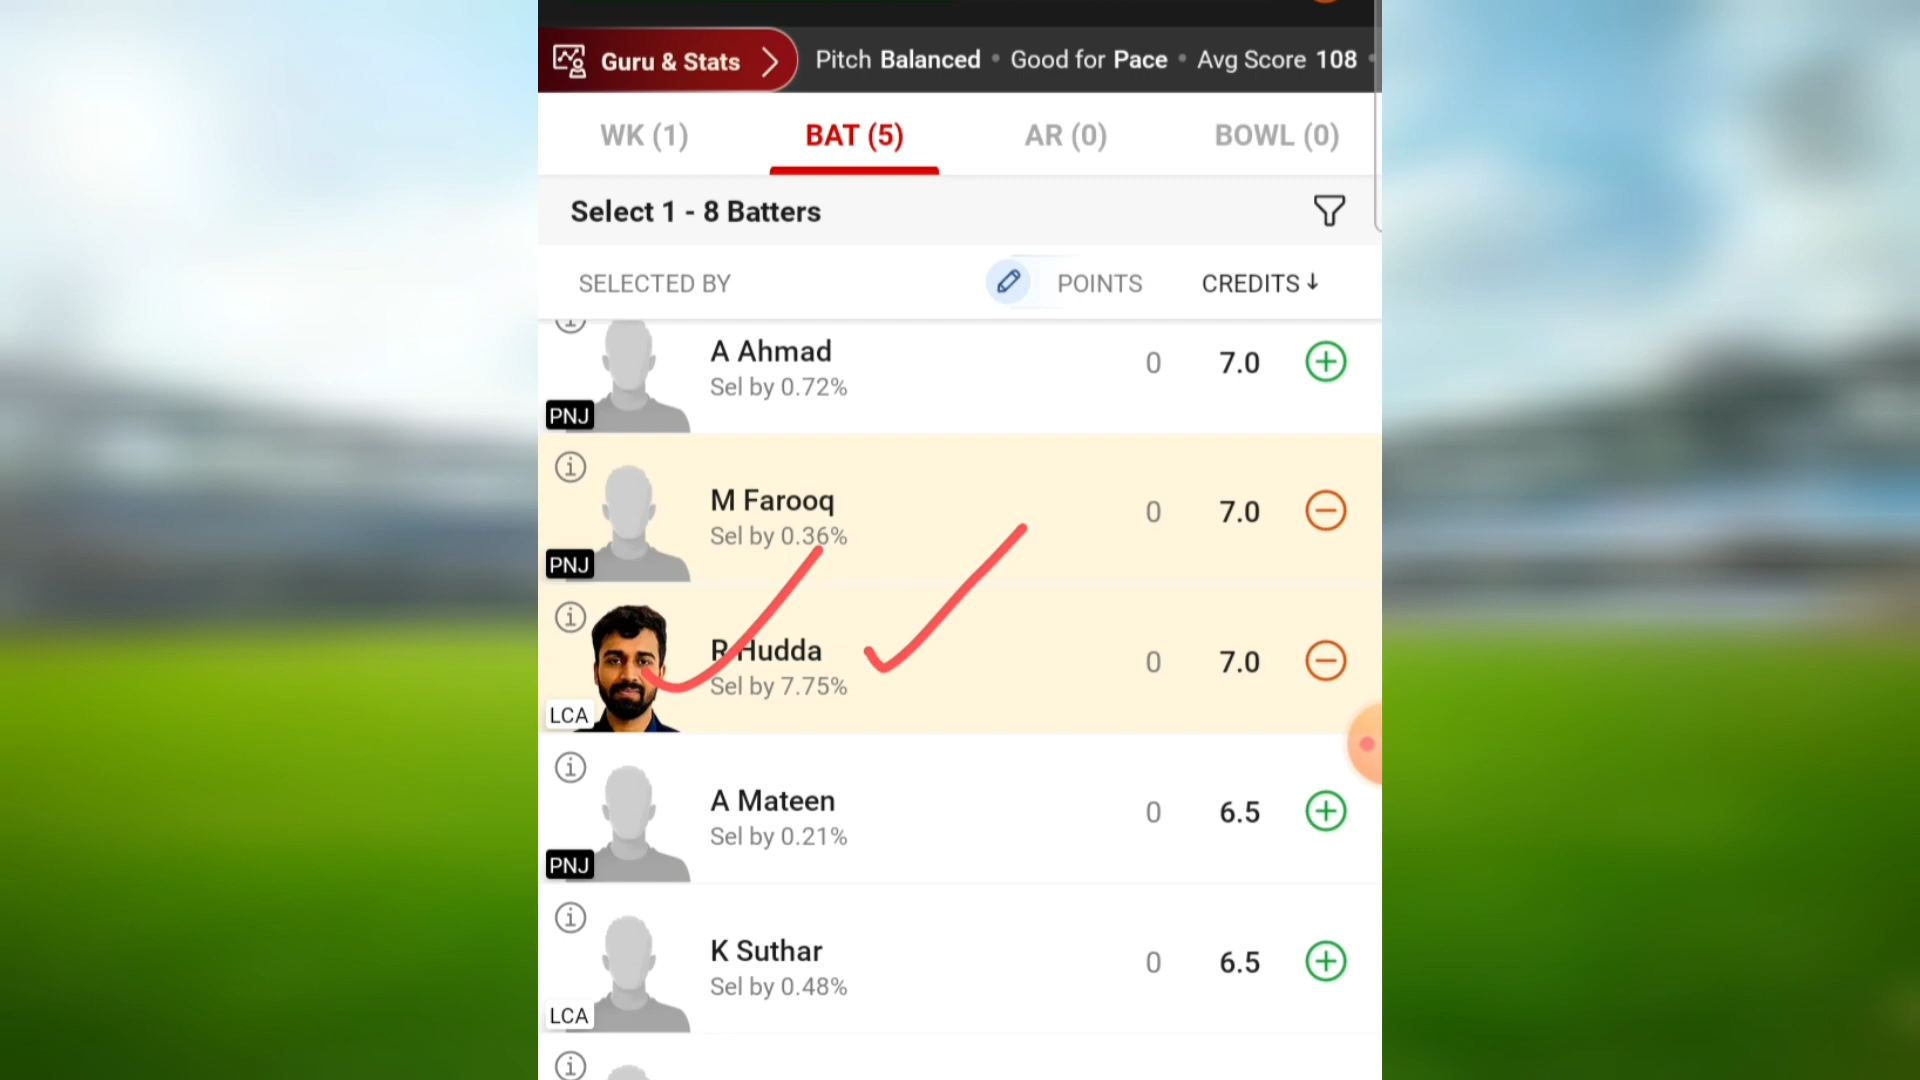 Guru & Stats
Pitch Balanced • Good for Pace • Avg Score 108 •
WK (1) BAT (5) AR (0) BOWL (0)
Select 1 - 8 Batters
SELECTED BY POINTS CREDITS ↓
A Ahmad
Sel by 0.72%
PNJ
0 7.0
M Farooq
Sel by 0.36%
PNJ
0 7.0
R Hudda
Sel by 7.75%
LCA
0 7.0
A Mateen
Sel by 0.21%
PNJ
0 6.5
K Suthar
Sel by 0.48%
LCA
0 6.5